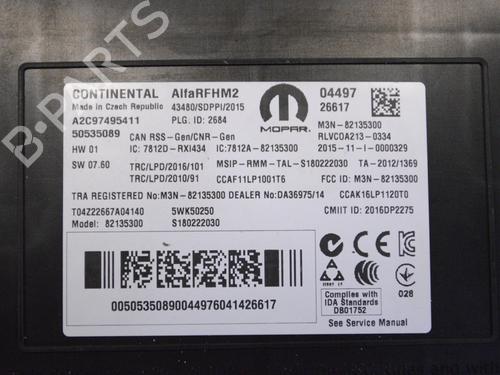 B-PARTS
CONTINENTAL AlfaRFHM2 04497
Made in Czech Republic 43480/SDPPI/2015 26617
A2C97495411 PLG. ID: 2684 MOPAR. M3N-82135300
50535089 CAN RSS-Gen/CNR-Gen RLVCOA213-0334
HW 01 IC: 7812D-RXI434 IC:7812A-82135300 2015-11-I-0000329
SW 07.60 TRC/LPD/2016/101 MSIP-RMM-TAL-S180222030 TA-2012/1369
TRC/LPD/2010/91 CCAF11LP1001T6 FCC ID: M3N-82135300
TRA REGISTERED No:M3N-82135300 DEALER No:DA36975/14 CCAK16LP1120T0
T04Z22667A04140 5WK50250 CMIIT ID: 2016DP2275
Model: 82135300 S180222030
Complies with
IDA Standards
DB01752
028
00505350890044976041426617
See Service Manual